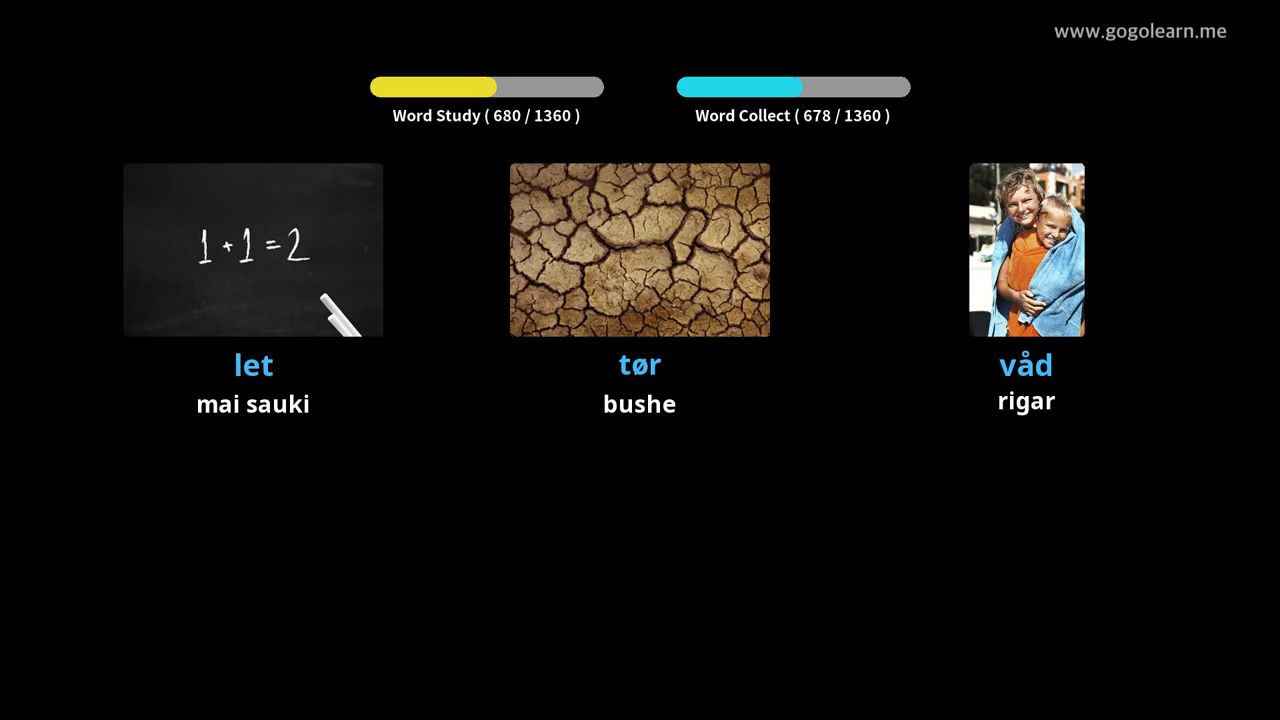 www.gogolearn.me
Word Study ( 680 / 1360 )
Word Collect ( 678 / 1360 )
1 + 1 = 2
let
tør
våd
mai sauki
bushe
rigar